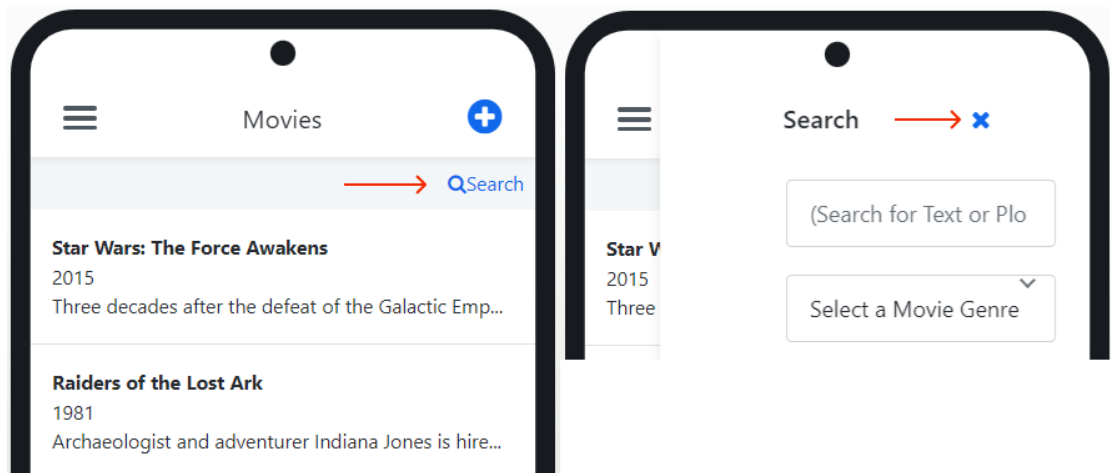 Movies
Search
Star Wars: The Force Awakens
2015
Three decades after the defeat of the Galactic Emp...
Raiders of the Lost Ark
1981
Archaeologist and adventurer Indiana Jones is hire...
Search
(Search for Text or Plo
Select a Movie Genre
Star W
2015
Three